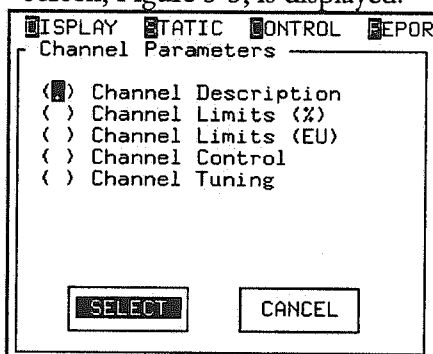 screen, Figure 3-3, is displayed.
DISPLAY STATIC CONTROL REPOR
Channel Parameters
(.) Channel Description
( ) Channel Limits (%)
( ) Channel Limits (EU)
( ) Channel Control
( ) Channel Tuning
SELECT CANCEL